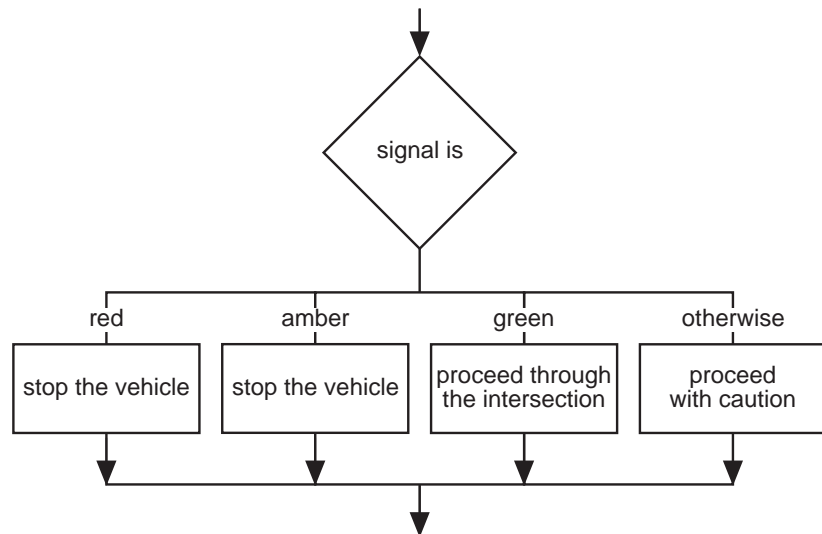 signal is
red
amber
green
otherwise
stop the vehicle
stop the vehicle
proceed through
the intersection
proceed
with caution